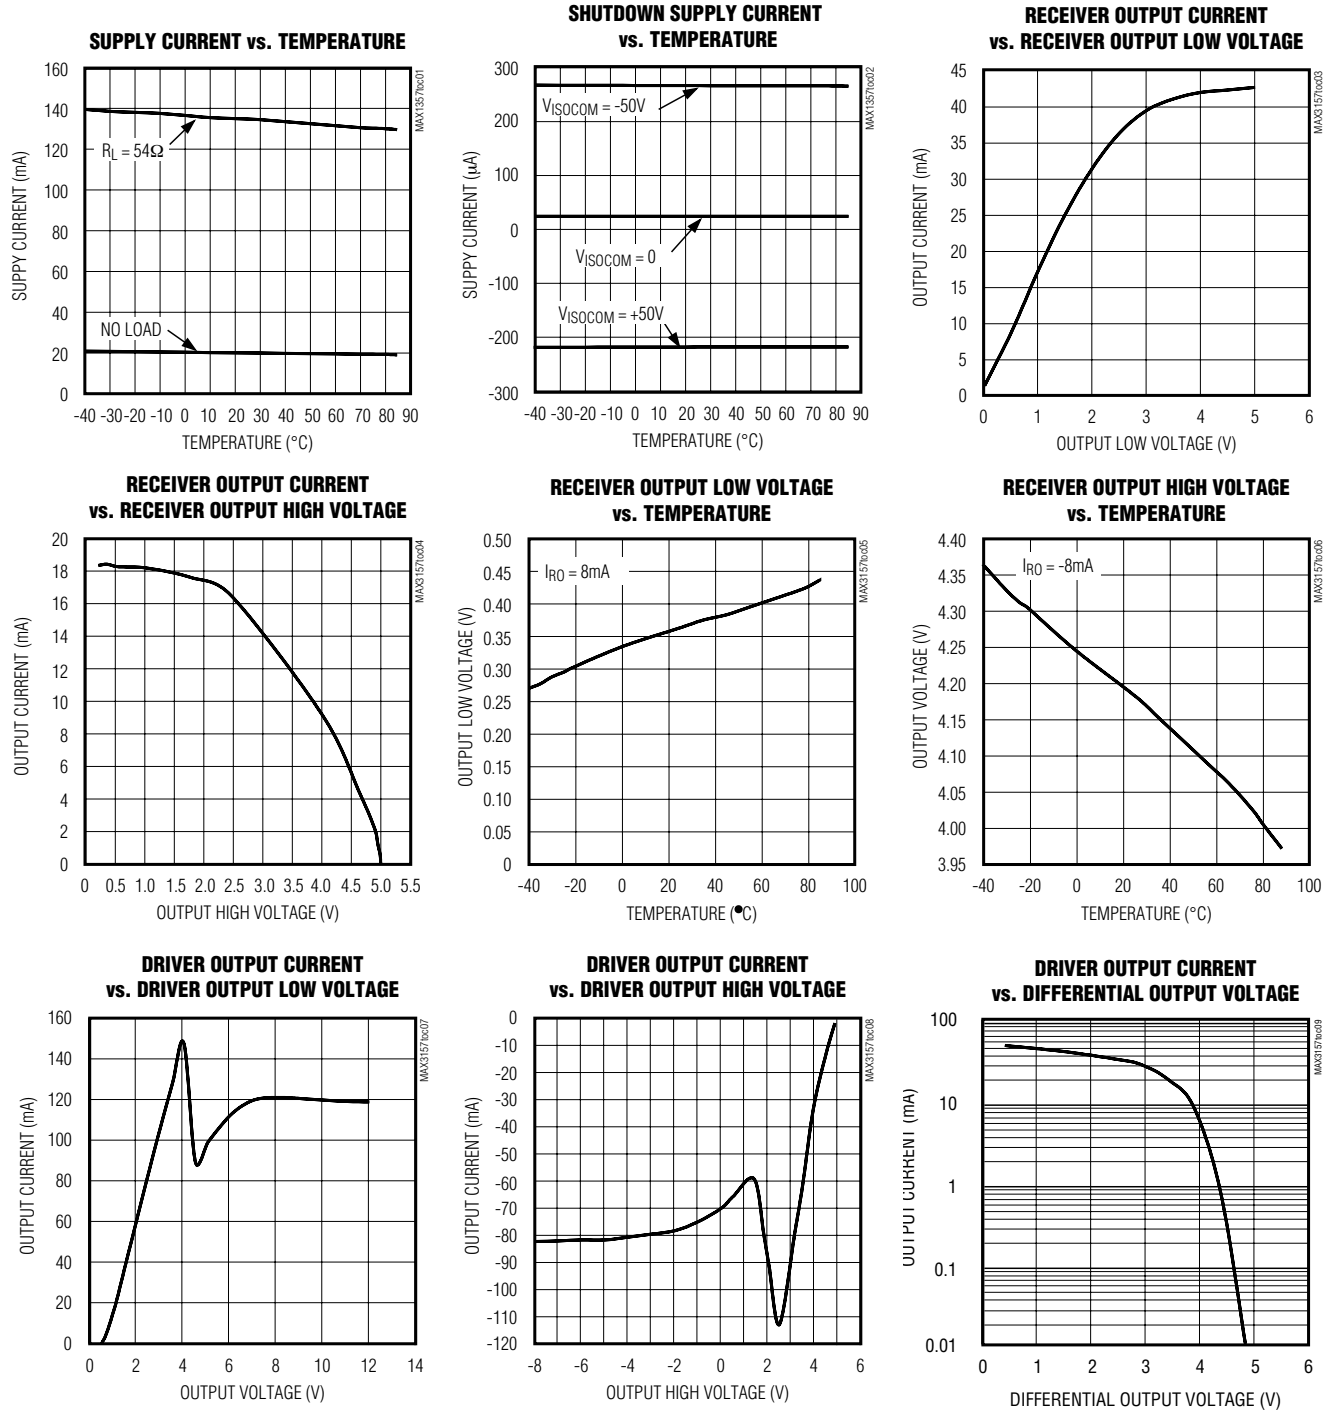 SUPPLY CURRENT vs. TEMPERATURE
MAX1357toc01
SUPPY CURRENT (mA)
160
140
120
100
80
60
40
20
0
RL = 54Ω
NO LOAD
-40 -30 -20 -10 0 10 20 30 40 50 60 70 80 90
TEMPERATURE (°C)
SHUTDOWN SUPPLY CURRENT
vs. TEMPERATURE
MAX1357toc02
SUPPY CURRENT (µA)
300
200
200
100
0
-100
-200
-300
VISOCOM = -50V
VISOCOM = 0
VISOCOM = +50V
-40 -30 -20 -10 0 10 20 30 40 50 60 70 80 90
TEMPERATURE (°C)
RECEIVER OUTPUT CURRENT
vs. RECEIVER OUTPUT LOW VOLTAGE
MAX3157toc03
OUTPUT CURRENT (mA)
45
40
35
30
25
20
15
10
5
0
0 1 2 3 4 5 6
OUTPUT LOW VOLTAGE (V)
RECEIVER OUTPUT CURRENT
vs. RECEIVER OUTPUT HIGH VOLTAGE
MAX3157toc04
OUTPUT CURRENT (mA)
20
18
16
14
12
10
8
6
4
2
0
0 0.5 1.0 1.5 2.0 2.5 3.0 3.5 4.0 4.5 5.0 5.5
OUTPUT HIGH VOLTAGE (V)
RECEIVER OUTPUT LOW VOLTAGE
vs. TEMPERATURE
MAX3157toc05
OUTPUT LOW VOLTAGE (V)
0.50
0.45
0.40
0.35
0.30
0.25
0.20
0.15
0.10
0.05
0
IRO = 8mA
-40 -20 0 20 40 60 80 100
TEMPERATURE (●C)
RECEIVER OUTPUT HIGH VOLTAGE
vs. TEMPERATURE
MAX3157toc06
OUTPUT VOLTAGE (V)
4.40
4.35
4.30
4.25
4.20
4.15
4.10
4.05
4.00
3.95
IRO = -8mA
-40 -20 0 20 40 60 80 100
TEMPERATURE (°C)
DRIVER OUTPUT CURRENT
vs. DRIVER OUTPUT LOW VOLTAGE
MAX3157toc07
OUTPUT CURRENT (mA)
160
140
120
100
80
60
40
20
0
0 2 4 6 8 10 12 14
OUTPUT VOLTAGE (V)
DRIVER OUTPUT CURRENT
vs. DRIVER OUTPUT HIGH VOLTAGE
MAX3157toc08
OUTPUT CURRENT (mA)
0
-10
-20
-30
-40
-50
-60
-70
-80
-90
-100
-110
-120
-8 -6 -4 -2 0 2 4 6
OUTPUT HIGH VOLTAGE (V)
DRIVER OUTPUT CURRENT
vs. DIFFERENTIAL OUTPUT VOLTAGE
MAX3157toc09
OUTPUT CURRENT (mA)
100
10
1
0.1
0.01
0 1 2 3 4 5 6
DIFFERENTIAL OUTPUT VOLTAGE (V)